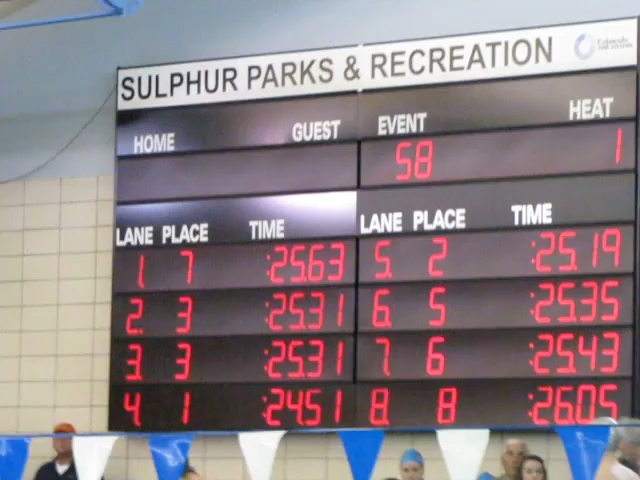 SULPHUR PARKS & RECREATION
HOME GUEST EVENT HEAT
58 1
LANE PLACE TIME LANE PLACE TIME
1. 7 :25.63 5. 2 :25.19
2. 3 :25.31 6. 5 :25.35
3. 3 :25.31 7. 6 :25.43
4 1 :24.51 8. 8 :26.05